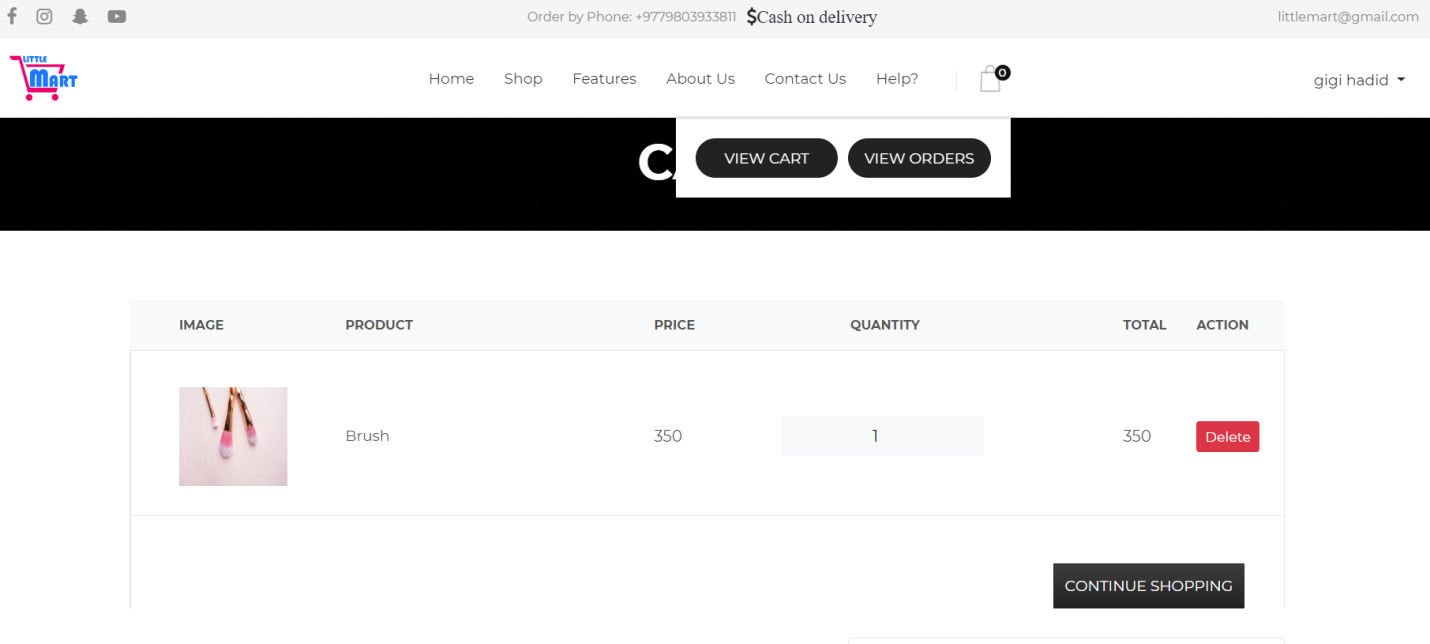 Order by Phone: +9779803933811 $Cash on delivery littlemart@gmail.com
LITTLE
MART
Home Shop Features About Us Contact Us Help? 0 gigi hadid
VIEW CART VIEW ORDERS
IMAGE PRODUCT PRICE QUANTITY TOTAL ACTION
Brush 350 1 350 Delete
CONTINUE SHOPPING